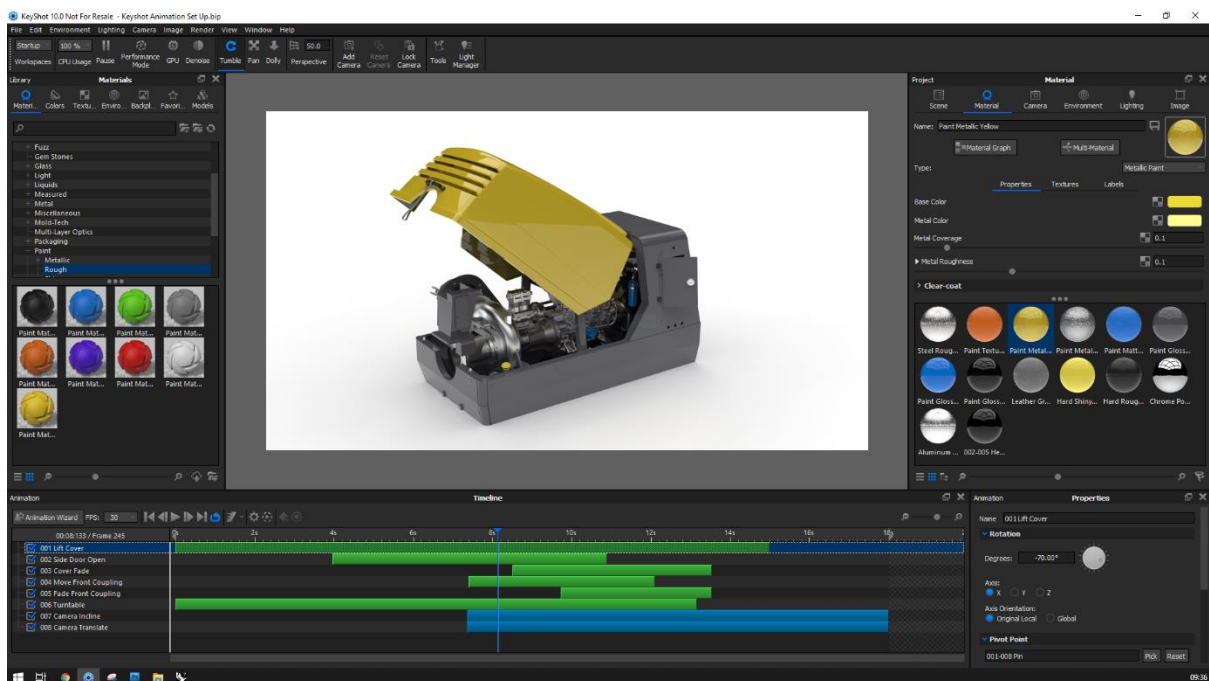 KeyShot 10.0 Not For Resale - Keyshot Animation Set Up.bip
File Edit Environment Lighting Camera Image Render View Window Help
Startup 100 % 50.0
Workspaces CPU Usage Pause Performance Mode GPU Denoise Tumble Pan Dolly Perspective Add Camera Reset Camera Lock Camera Tools Light Manager
Library Materials
Materi... Colors Textu... Enviro... Backpl... Favori... Models
Fuzz
Gem Stones
Glass
Light
Liquids
Measured
Metal
Miscellaneous
Mold-Tech
Multi-Layer Optics
Packaging
Paint
Metallic
Rough
Paint Mat... Paint Mat... Paint Mat... Paint Mat...
Paint Mat... Paint Mat... Paint Mat... Paint Mat...
Paint Mat...
Project Material
Scene Material Camera Environment Lighting Image
Name: Paint Metallic Yellow
Material Graph Multi-Material
Type: Metallic Paint
Properties Textures Labels
Base Color
Metal Color
Metal Coverage 0.1
Metal Roughness 0.1
Clear-coat
Steel Roug... Paint Textu... Paint Metal... Paint Metal... Paint Matt... Paint Gloss...
Paint Gloss... Paint Gloss... Leather Gr... Hard Shiny... Hard Roug... Chrome Po...
Aluminum ... 002-005 He...
Animation Timeline
Animation Wizard FPS: 30
00:08:133 / Frame 245 0s 2s 4s 6s 8s 10s 12s 14s 16s 18s
001 Lift Cover
002 Side Door Open
003 Cover Fade
004 Move Front Coupling
005 Fade Front Coupling
006 Turntable
007 Camera Incline
008 Camera Translate
Animation Properties
Name 001 Lift Cover
Rotation
Degrees: -70.00°
Axis:
X Y Z
Axis Orientation:
Original Local Global
Pivot Point
001-008 Pin Pick Reset
09:36